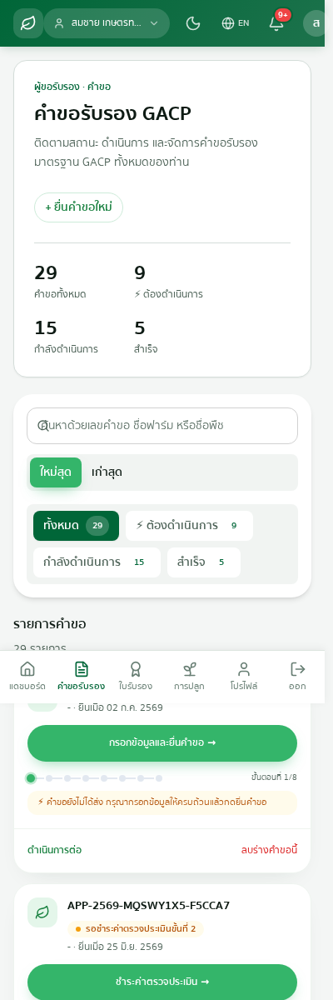 สมชาย เกษตรท...
EN
9+
ส
ผู้ขอรับรอง · คำขอ
คำขอรับรอง GACP
ติดตามสถานะ ดำเนินการ และจัดการคำขอรับรอง
มาตรฐาน GACP ทั้งหมดของท่าน
+ ยื่นคำขอใหม่
29
9
คำขอทั้งหมด
⚡ ต้องดำเนินการ
15
5
กำลังดำเนินการ
สำเร็จ
ค้นหาด้วยเลขคำขอ ชื่อฟาร์ม หรือชื่อพืช
ใหม่สุด
เก่าสุด
ทั้งหมด 29
⚡ ต้องดำเนินการ 9
กำลังดำเนินการ 15
สำเร็จ 5
รายการคำขอ
29 รายการ
แดชบอร์ด
คำขอรับรอง
ใบรับรอง
การปลูก
โปรไฟล์
ออก
- · ยื่นเมื่อ 02 ก.ค. 2569
กรอกข้อมูลและยื่นคำขอ →
ขั้นตอนที่ 1/8
⚡ คำขอยังไม่ได้ส่ง กรุณากรอกข้อมูลให้ครบถ้วนแล้วกดยื่นคำขอ
ดำเนินการต่อ
ลบร่างคำขอนี้
APP-2569-MQSWY1X5-F5CCA7
รอชำระค่าตรวจประเมินขั้นที่ 2
- · ยื่นเมื่อ 25 มิ.ย. 2569
ชำระค่าตรวจประเมิน →